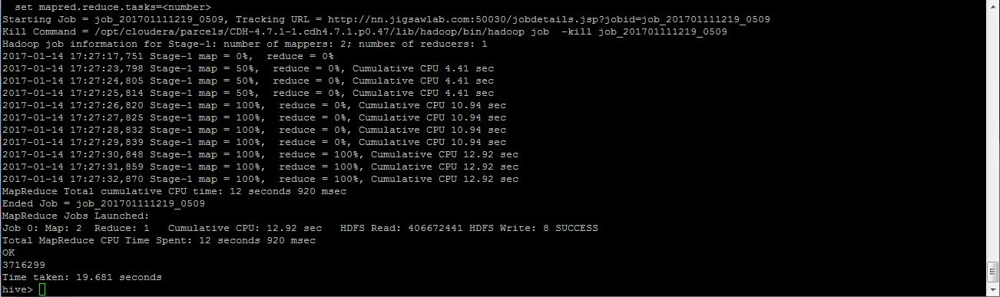 set mapred.reduce.tasks=<number>
Starting Job = job_201701111219_0509, Tracking URL = http://nn.jigsawlab.com:50030/jobdetails.jsp?jobid=job_201701111219_0509
Kill Command = /opt/cloudera/parcels/CDH-4.7.1-1.cdh4.7.1.p0.47/lib/hadoop/bin/hadoop job  -kill job_201701111219_0509
Hadoop job information for Stage-1: number of mappers: 2; number of reducers: 1
2017-01-14 17:27:17,751 Stage-1 map = 0%,  reduce = 0%
2017-01-14 17:27:23,798 Stage-1 map = 50%,  reduce = 0%, Cumulative CPU 4.41 sec
2017-01-14 17:27:24,805 Stage-1 map = 50%,  reduce = 0%, Cumulative CPU 4.41 sec
2017-01-14 17:27:25,814 Stage-1 map = 50%,  reduce = 0%, Cumulative CPU 4.41 sec
2017-01-14 17:27:26,820 Stage-1 map = 100%,  reduce = 0%, Cumulative CPU 10.94 sec
2017-01-14 17:27:27,825 Stage-1 map = 100%,  reduce = 0%, Cumulative CPU 10.94 sec
2017-01-14 17:27:28,832 Stage-1 map = 100%,  reduce = 0%, Cumulative CPU 10.94 sec
2017-01-14 17:27:29,839 Stage-1 map = 100%,  reduce = 0%, Cumulative CPU 10.94 sec
2017-01-14 17:27:30,848 Stage-1 map = 100%,  reduce = 100%, Cumulative CPU 12.92 sec
2017-01-14 17:27:31,859 Stage-1 map = 100%,  reduce = 100%, Cumulative CPU 12.92 sec
2017-01-14 17:27:32,870 Stage-1 map = 100%,  reduce = 100%, Cumulative CPU 12.92 sec
MapReduce Total cumulative CPU time: 12 seconds 920 msec
Ended Job = job_201701111219_0509
MapReduce Jobs Launched:
Job 0: Map: 2  Reduce: 1   Cumulative CPU: 12.92 sec   HDFS Read: 406672441 HDFS Write: 8 SUCCESS
Total MapReduce CPU Time Spent: 12 seconds 920 msec
OK
3716299
Time taken: 19.681 seconds
hive>